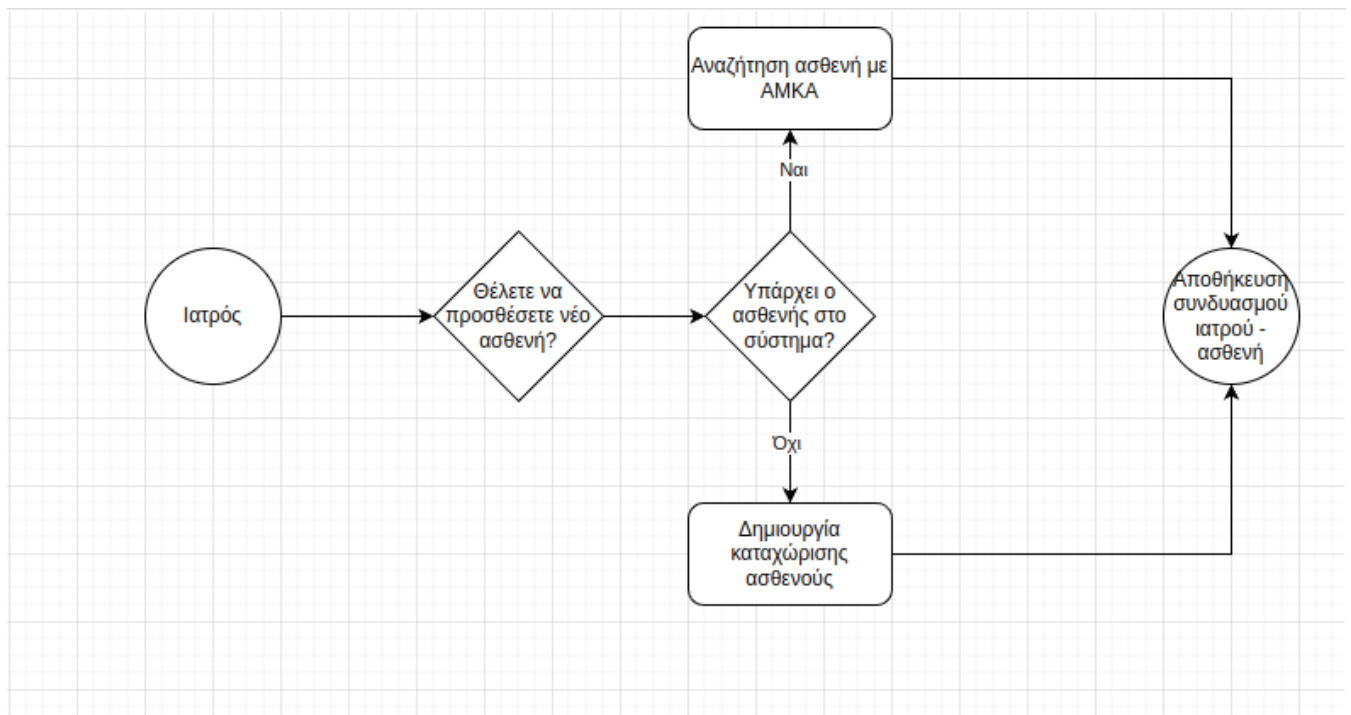 Αναζήτηση ασθενή με
ΑΜΚΑ
Ναι
Ιατρός
Θέλετε να
προσθέσετε νέο
ασθενή?
Υπάρχει ο
ασθενής στο
σύστημα?
Αποθήκευση
συνδυασμού
ιατρού -
ασθενή
Όχι
Δημιουργία
καταχώρισης
ασθενούς